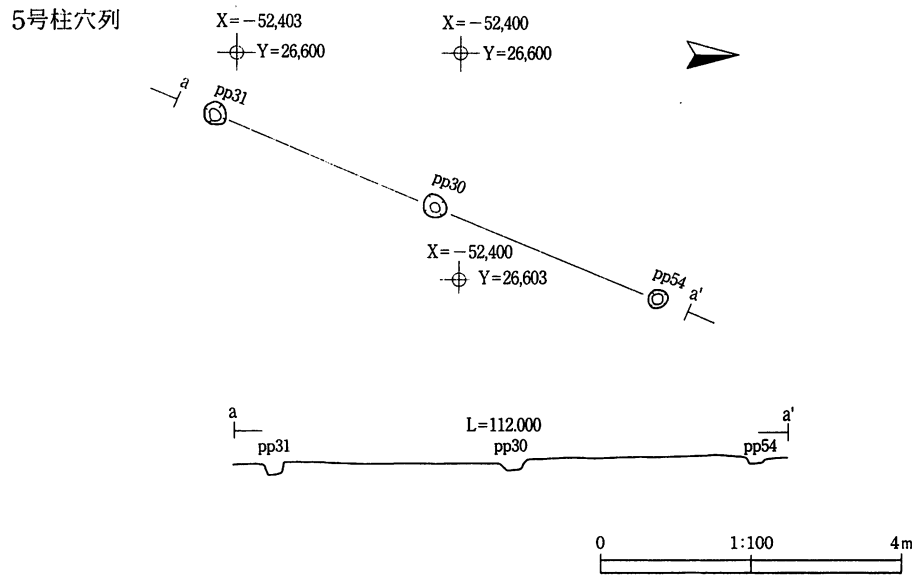 5号柱穴列
X=−52,403
Y=26,600
X=−52,400
Y=26,600
a
pp31
pp30
X=−52,400
Y=26,603
pp54
a'
a
L=112.000
a'
pp31
pp30
pp54
0
1:100
4m